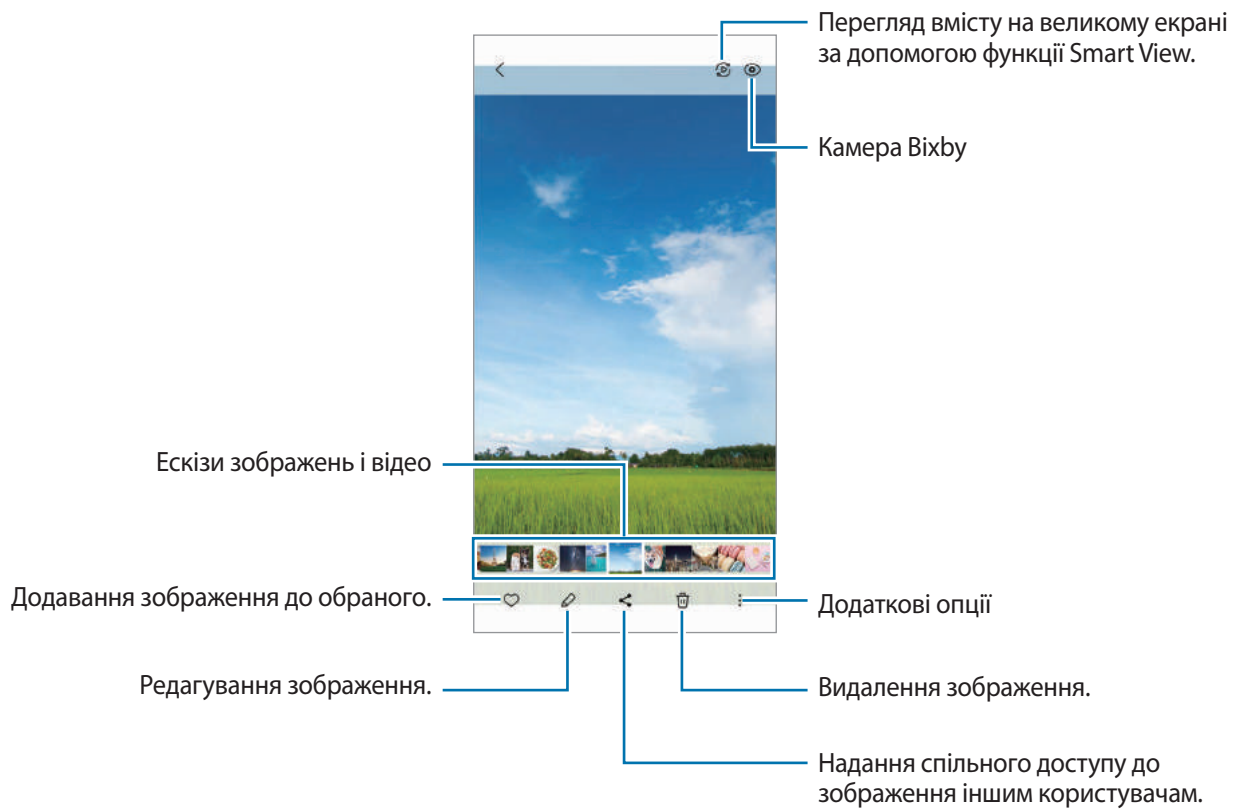 Перегляд вмісту на великому екрані
за допомогою функції Smart View.
Камера Bixby
Ескізи зображень і відео
Додавання зображення до обраного.
Додаткові опції
Редагування зображення.
Видалення зображення.
Надання спільного доступу до
зображення іншим користувачам.